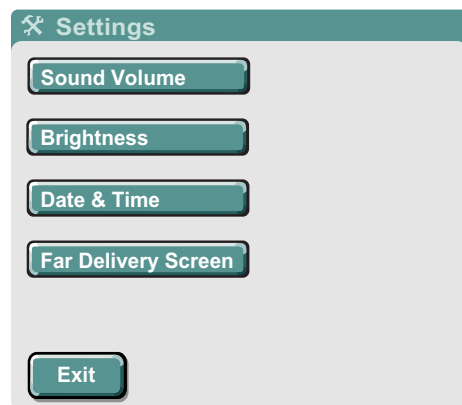 Settings
Sound Volume
Brightness
Date & Time
Far Delivery Screen
Exit